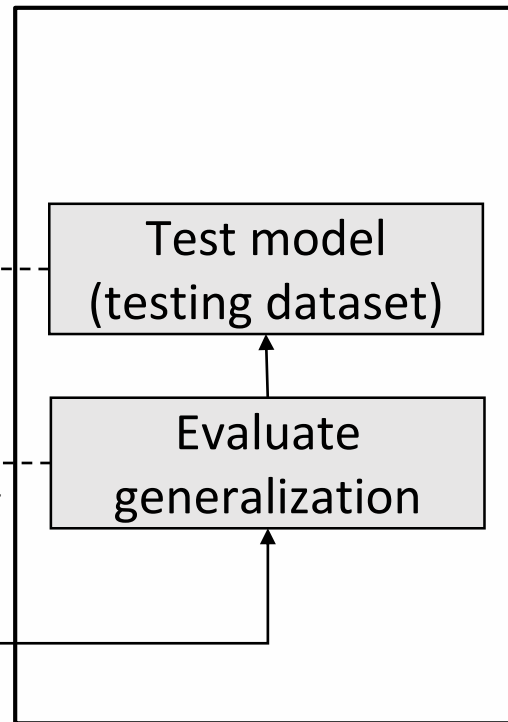 Test model
(testing dataset)
Evaluate
generalization